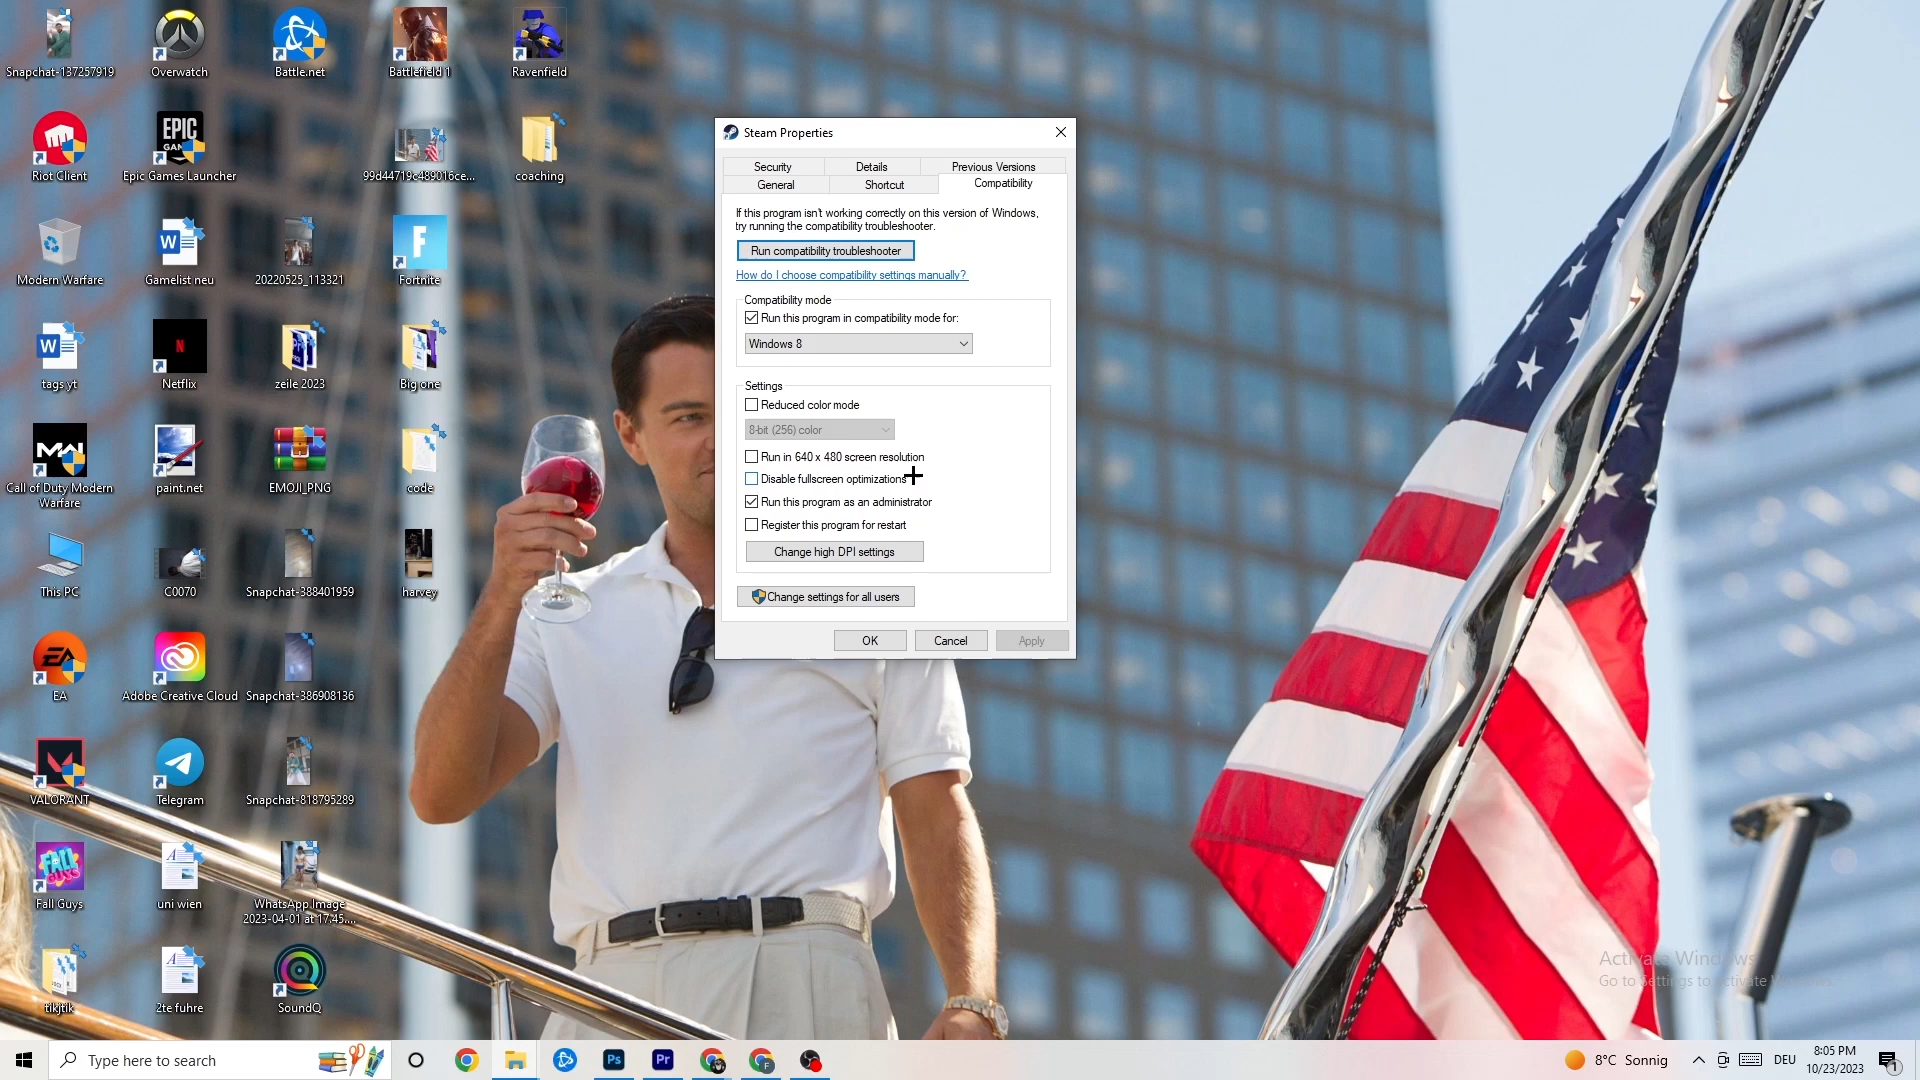 Snapchat-137257919
Overwatch
Battle.net
Battlefield 1
Ravenfield
EPIC
Riot Client
Epic Games Launcher
99d44719c489016ce...
coaching
Modern Warfare
Gamelist neu
20220525_113321
Fortnite
tags yt
Netflix
zeile 2023
Big one
Call of Duty Modern
Warfare
paint.net
EMOJI_PNG
code
This PC
C0070
Snapchat-388401959
harvey
EA
Adobe Creative Cloud
Snapchat-386908136
VALORANT
Telegram
Snapchat-818795289
Fall Guys
uni wien
WhatsApp Image
2023-04-01 at 17.45....
tikjtik
2te fuhre
SoundQ
Steam Properties
Security
Details
Previous Versions
General
Shortcut
Compatibility
If this program isn't working correctly on this version of Windows,
try running the compatibility troubleshooter.
Run compatibility troubleshooter
How do I choose compatibility settings manually?
Compatibility mode
Run this program in compatibility mode for:
Windows 8
Settings
Reduced color mode
8-bit (256) color
Run in 640 x 480 screen resolution
Disable fullscreen optimizations
Run this program as an administrator
Register this program for restart
Change high DPI settings
Change settings for all users
OK
Cancel
Apply
Activate Windows
Go to Settings to activate Windows.
Type here to search
Ps
Pr
8°C Sonnig
DEU
8:05 PM
10/23/2023
1